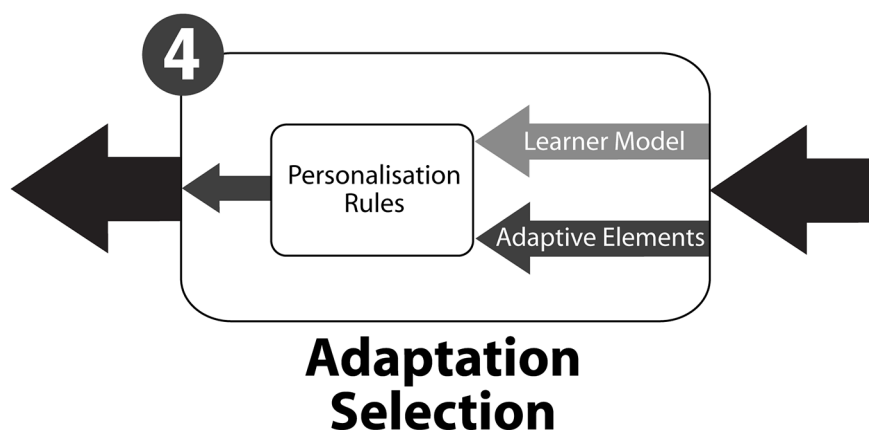 4
Learner Model
Personalisation
Rules
Adaptive Elements
Adaptation
Selection